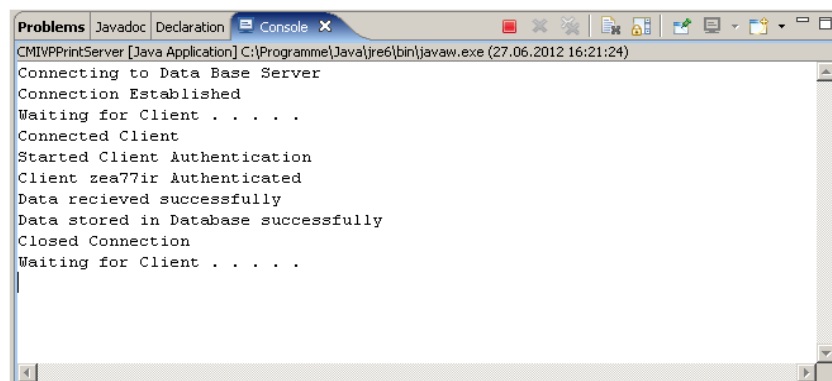 Problems Javadoc Declaration Console
CMIVPPrintServer [Java Application] C:\Programme\Java\jre6\bin\javaw.exe (27.06.2012 16:21:24)
Connecting to Data Base Server
Connection Established
Waiting for Client . . . . .
Connected Client
Started Client Authentication
Client zea77ir Authenticated
Data recieved successfully
Data stored in Database successfully
Closed Connection
Waiting for Client . . . . .